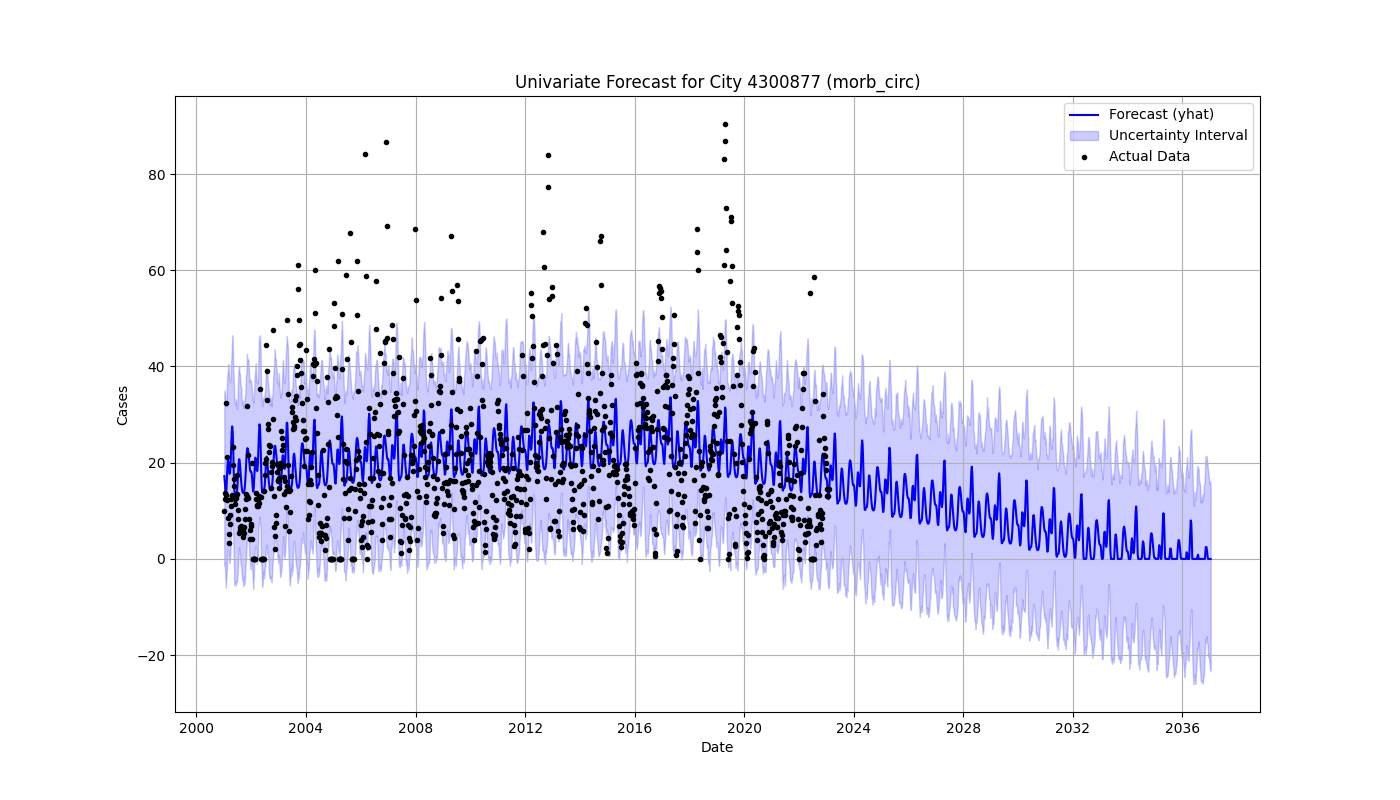 Univariate Forecast for City 4300877 (morb_circ)
Forecast (yhat)
Uncertainty Interval
Actual Data
Cases
80
60
40
20
0
−20
2000 2004 2008 2012 2016 2020 2024 2028 2032 2036
Date